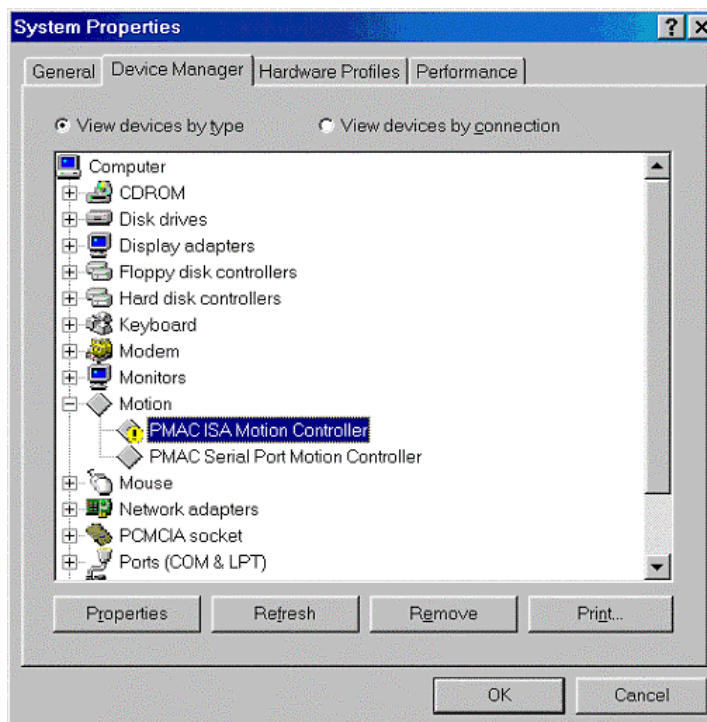 System Properties
General Device Manager Hardware Profiles Performance
View devices by type View devices by connection
Computer
CDROM
Disk drives
Display adapters
Floppy disk controllers
Hard disk controllers
Keyboard
Modem
Monitors
Motion
PMAC ISA Motion Controller
PMAC Serial Port Motion Controller
Mouse
Network adapters
PCMCIA socket
Ports (COM & LPT)
Properties Refresh Remove Print...
OK Cancel